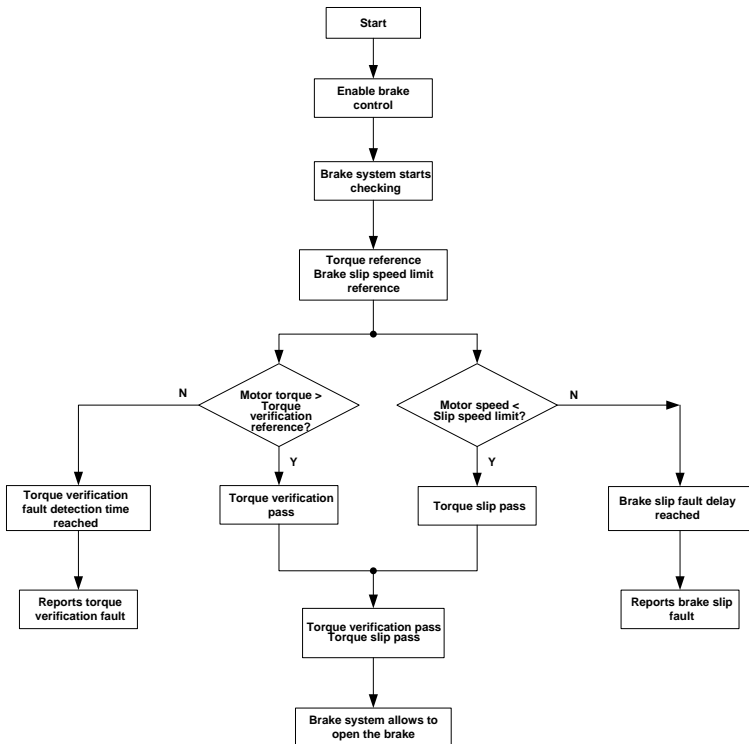 Start
Enable brake
control
Brake system starts
checking
Torque reference
Brake slip speed limit
reference
N
Motor torque >
Torque
verification
reference?
Y
Motor speed <
Slip speed limit?
N
Y
Torque verification
fault detection time
reached
Torque verification
pass
Torque slip pass
Brake slip fault delay
reached
Reports torque
verification fault
Reports brake slip
fault
Torque verification pass
Torque slip pass
Brake system allows to
open the brake